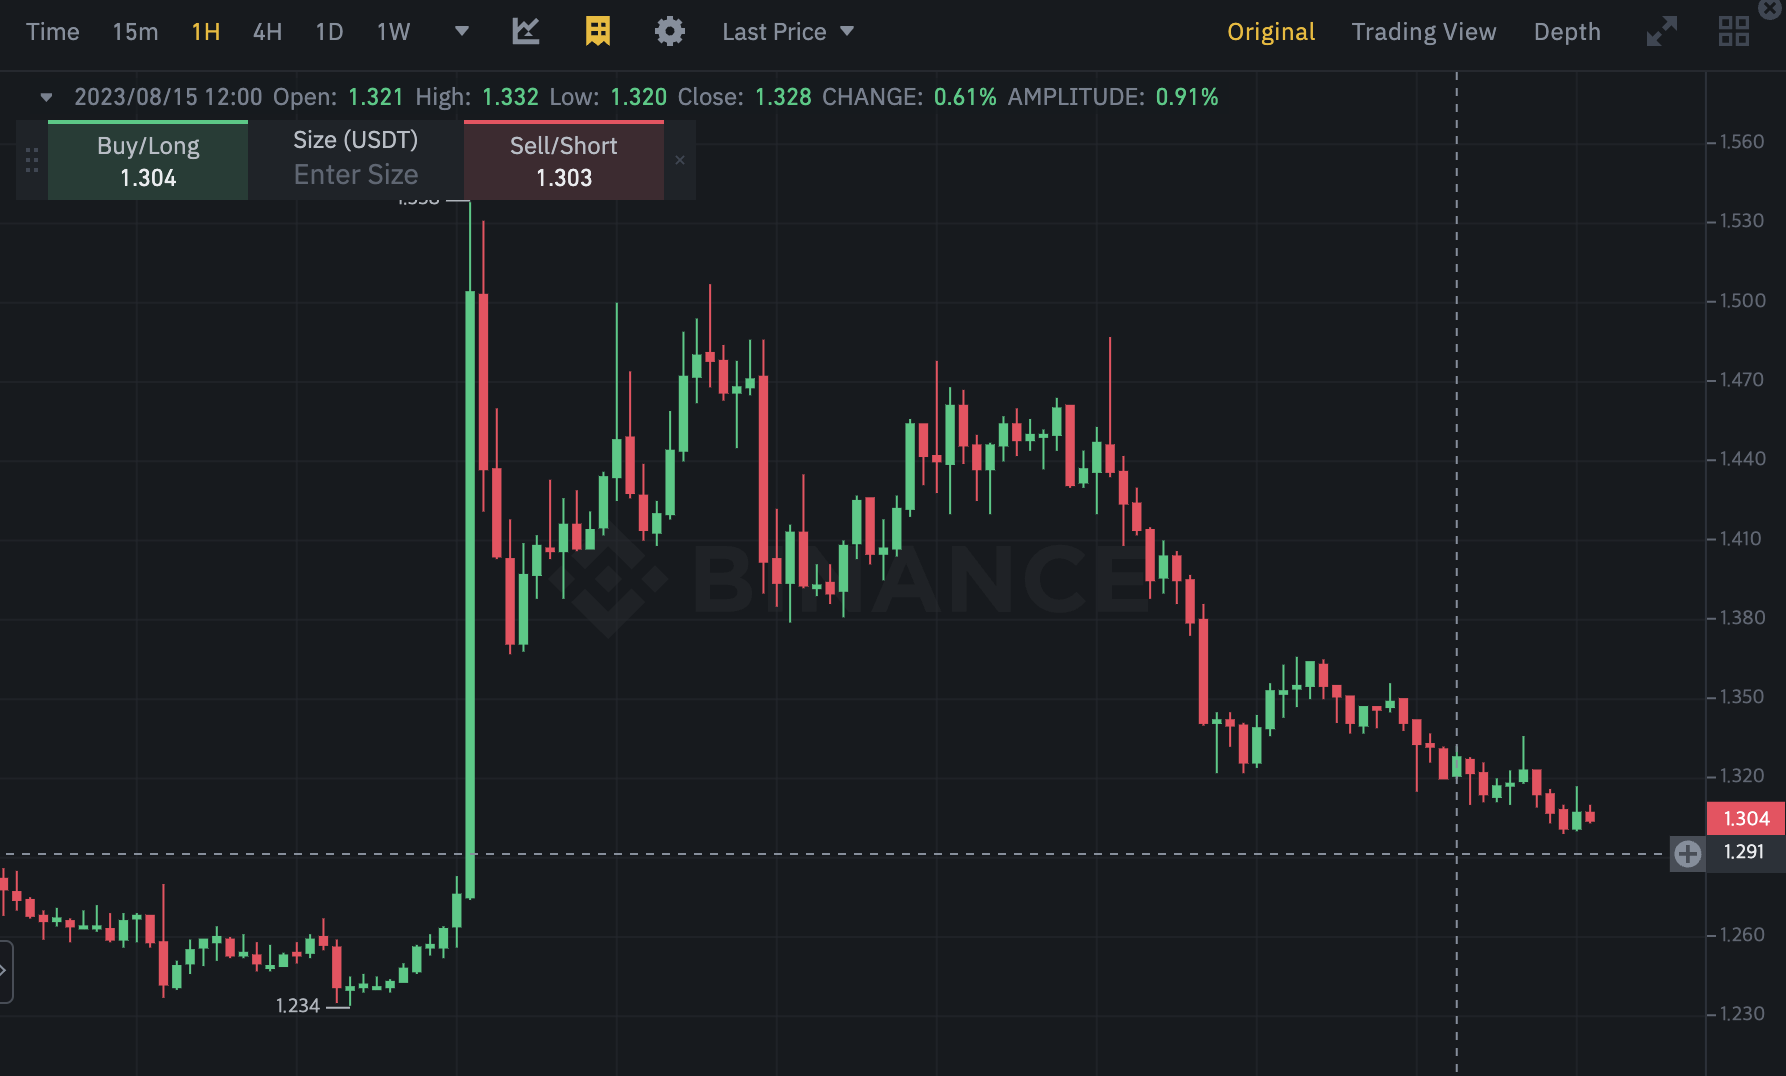 Time 15m 1H 4H 1D 1W Last Price Original Trading View Depth
2023/08/15 12:00 Open: 1.321 High: 1.332 Low: 1.320 Close: 1.328 CHANGE: 0.61% AMPLITUDE: 0.91%
Buy/Long
1.304
Size (USDT)
Enter Size
Sell/Short
1.303
1.560
1.530
1.500
1.470
1.440
1.410
1.380
1.350
1.320
1.304
1.291
1.260
1.230
BINANCE
1.234